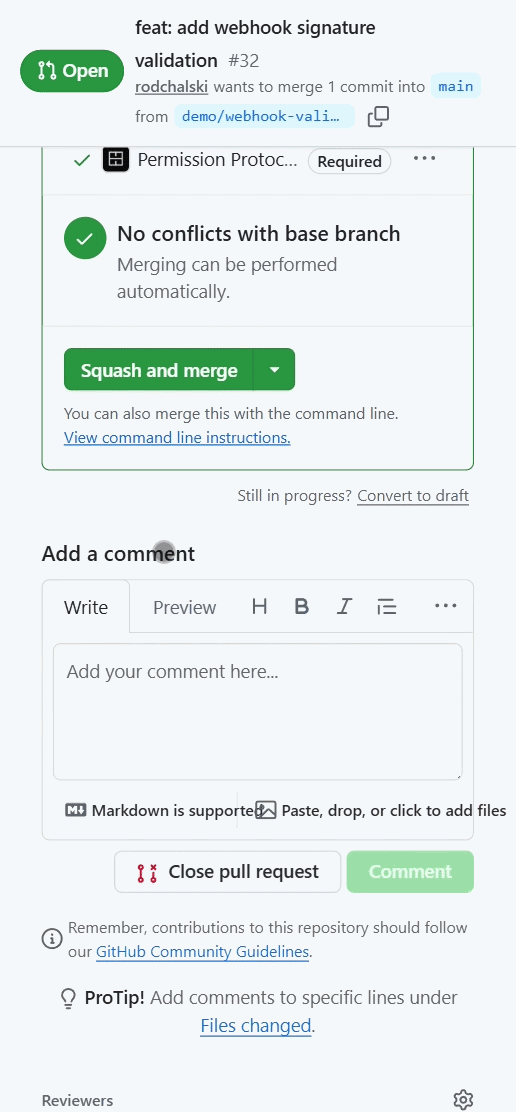 feat: add webhook signature
validation #32
Open
rodchalski wants to merge 1 commit into main
from demo/webhook-vali...
Permission Protoc... Required
No conflicts with base branch
Merging can be performed
automatically.
Squash and merge
You can also merge this with the command line.
View command line instructions.
Still in progress? Convert to draft
Add a comment
Write Preview H B I
Add your comment here...
Markdown is supported Paste, drop, or click to add files
Close pull request Comment
Remember, contributions to this repository should follow
our GitHub Community Guidelines.
ProTip! Add comments to specific lines under
Files changed.
Reviewers